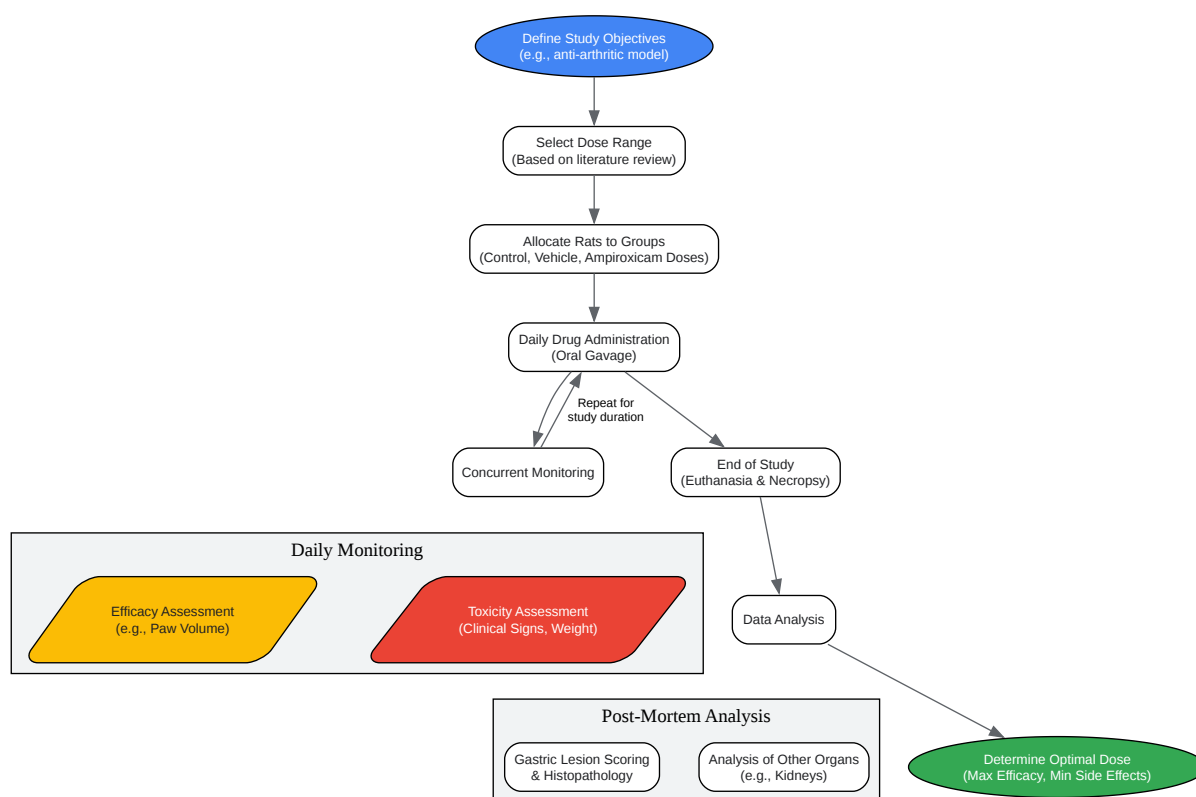 Define Study Objectives
(e.g., anti-arthritic model)
Select Dose Range
(Based on literature review)
Allocate Rats to Groups
(Control, Vehicle, Ampiroxicam Doses)
Daily Drug Administration
(Oral Gavage)
Repeat for
study duration
Concurrent Monitoring
End of Study
(Euthanasia & Necropsy)
Daily Monitoring
Efficacy Assessment
(e.g., Paw Volume)
Toxicity Assessment
(Clinical Signs, Weight)
Data Analysis
Post-Mortem Analysis
Gastric Lesion Scoring
& Histopathology
Analysis of Other Organs
(e.g., Kidneys)
Determine Optimal Dose
(Max Efficacy, Min Side Effects)